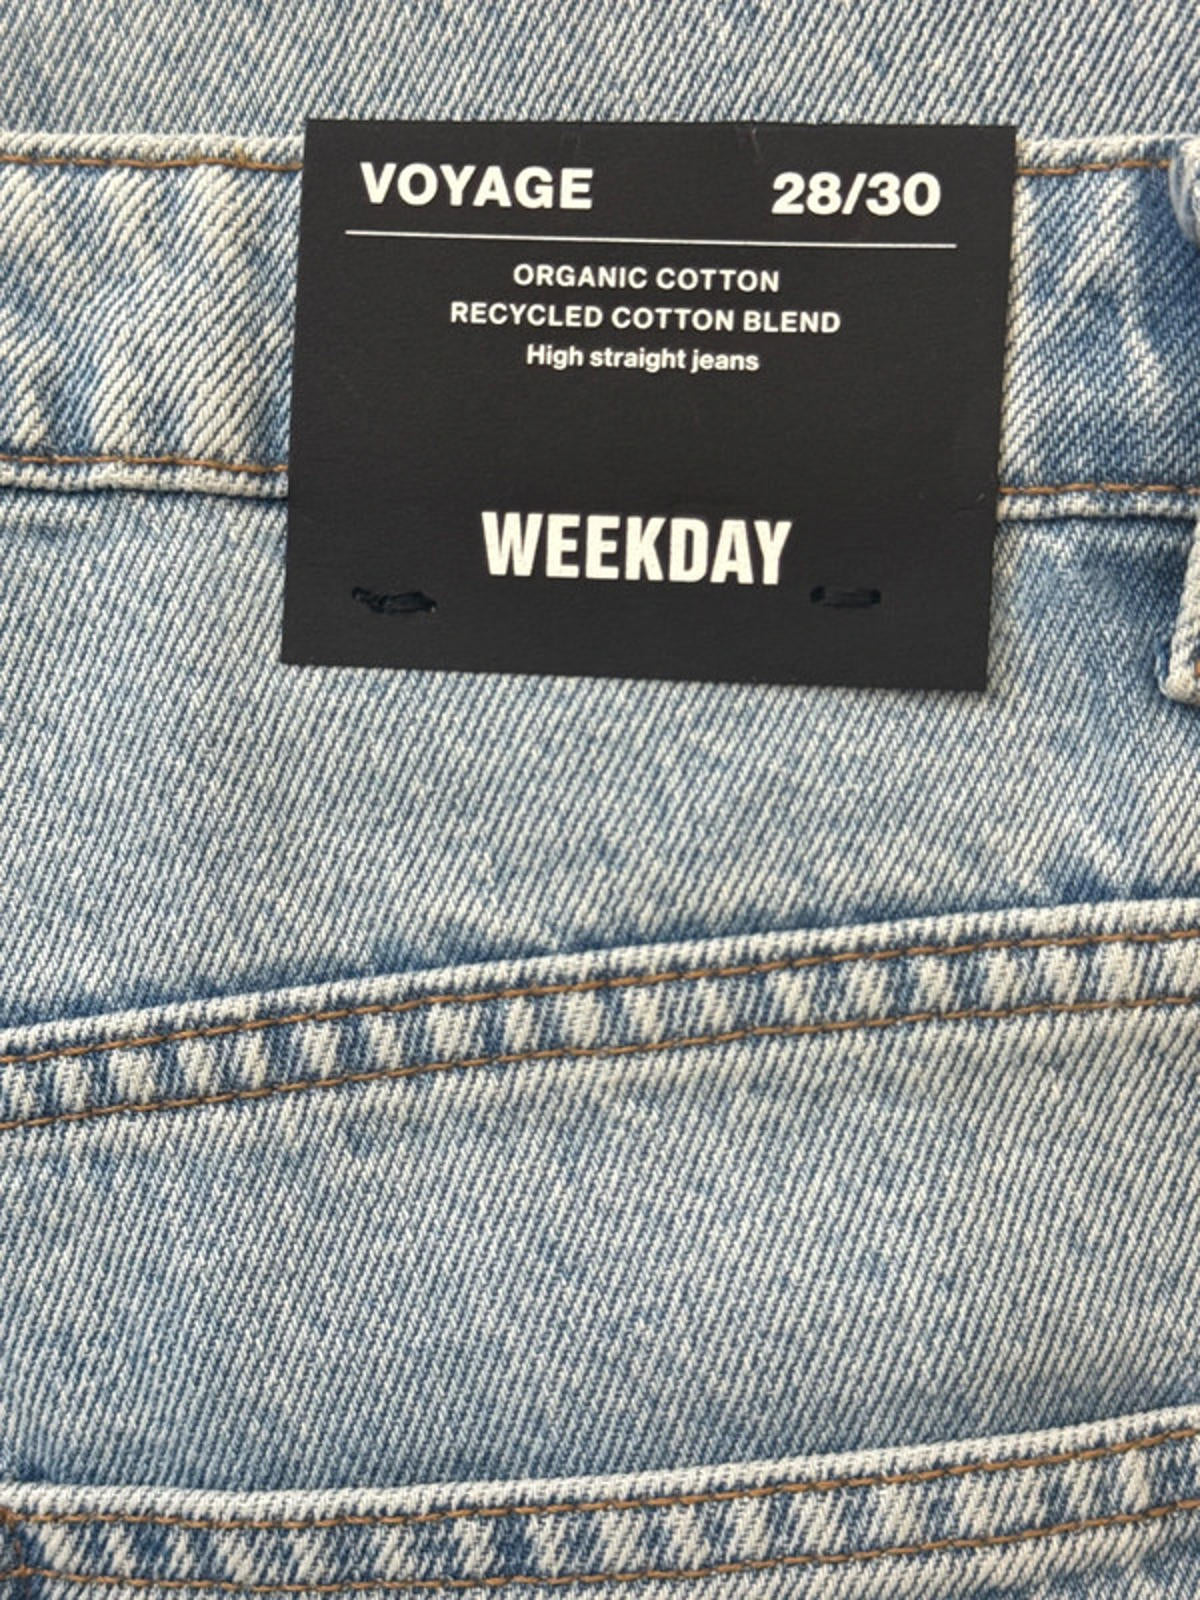 VOYAGE 28/30
ORGANIC COTTON
RECYCLED COTTON BLEND
High straight jeans
WEEKDAY